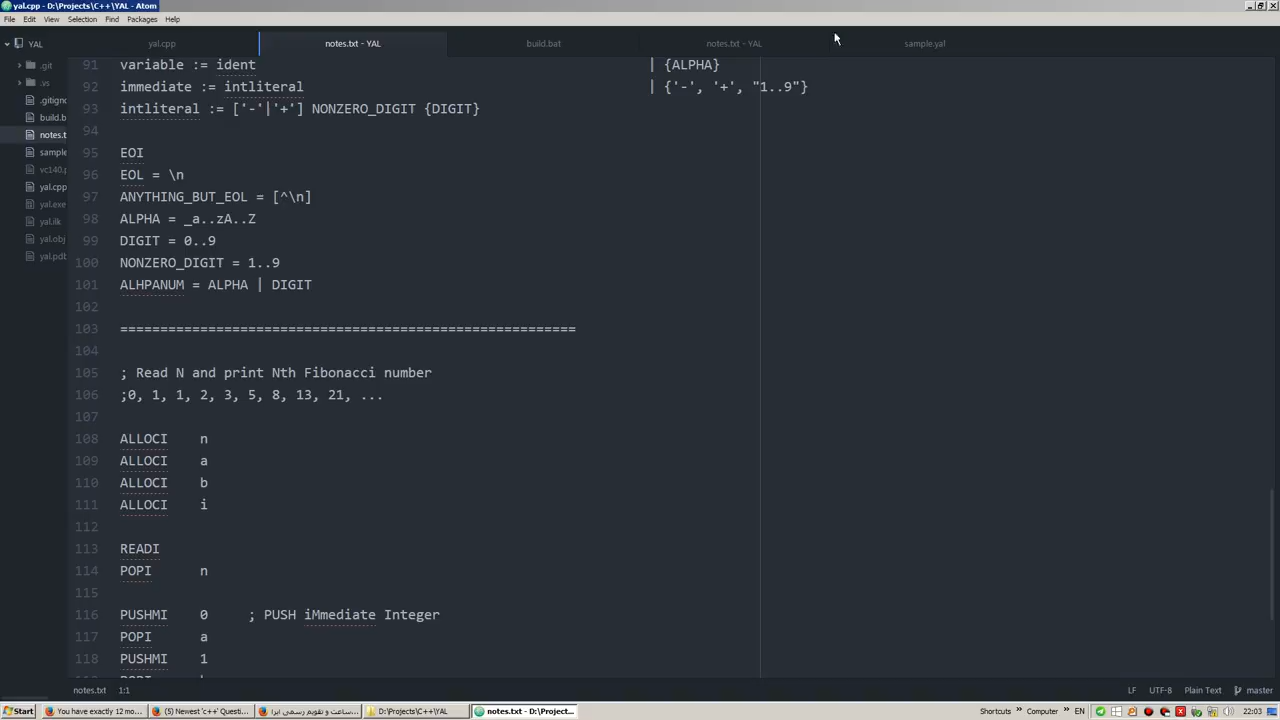 yal.cpp - D:\Projects\C++\YAL - Atom
File Edit View Selection Find Packages Help
YAL
yal.cpp
notes.txt - YAL
build.bat
notes.txt - YAL
sample.yal
.git
.vs
.gitigno
build.b
notes.t
sample
vc140.p
yal.cpp
yal.exe
yal.ilk
yal.obj
yal.pdb
91 variable := ident | {ALPHA}
92 immediate := intliteral | {'-', '+', "1..9"}
93 intliteral := ['-'|'+'] NONZERO_DIGIT {DIGIT}
94
95 EOI
96 EOL = \n
97 ANYTHING_BUT_EOL = [^\n]
98 ALPHA = _a..zA..Z
99 DIGIT = 0..9
100 NONZERO_DIGIT = 1..9
101 ALHPANUM = ALPHA | DIGIT
102
103 =========================================================
104
105 ; Read N and print Nth Fibonacci number
106 ;0, 1, 1, 2, 3, 5, 8, 13, 21, ...
107
108 ALLOCI n
109 ALLOCI a
110 ALLOCI b
111 ALLOCI i
112
113 READI
114 POPI n
115
116 PUSHMI 0 ; PUSH iMmediate Integer
117 POPI a
118 PUSHMI 1
notes.txt 1:1 LF UTF-8 Plain Text master
Start You have exactly 12 mo... (5) Newest 'c++' Questi... ساعت و تقویم رسمی ایرا... D:\Projects\C++\YAL notes.txt - D:\Project... Shortcuts » Computer » EN 22:03